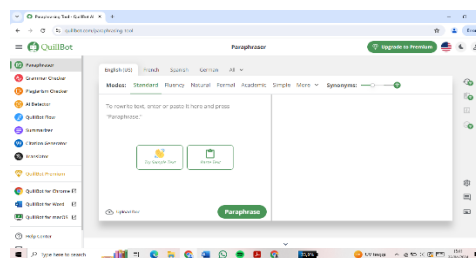 Paraphrasing Tool - QuillBot AI
quillbot.com/paraphrasing-tool
QuillBot
Paraphraser
Upgrade to Premium
Paraphraser
Grammar Checker
Plagiarism Checker
AI Detector
QuillBot Flow
Summarizer
Citation Generator
Translator
QuillBot Premium
QuillBot for Chrome
QuillBot for Word
QuillBot for macOS
Help Center
English (US) French Spanish German All
Modes: Standard Fluency Natural Formal Academic Simple More Synonyms:
To rewrite text, enter or paste it here and press
"Paraphrase."
Try Sample Text
Paste Text
Upload Doc
Paraphrase
Type here to search